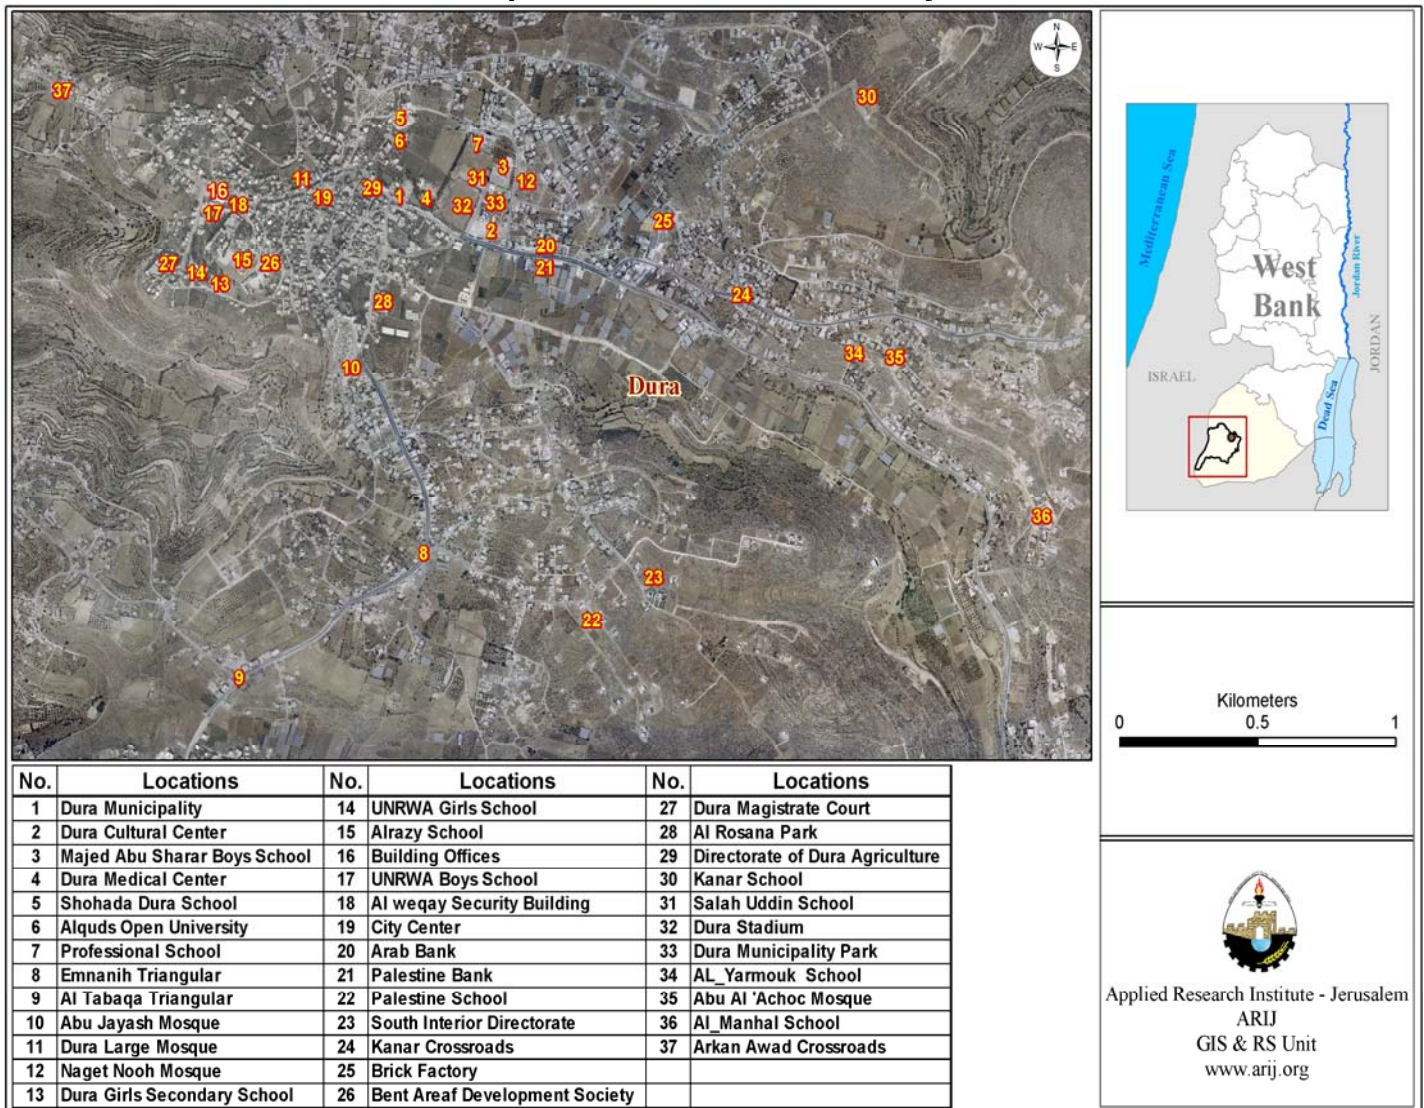 N
W E
S
37
30
5
6
7
3
31
12
11
29
16
19
1
4
18
32
33
17
25
2
20
27
15
26
21
14
13
28
24
34
35
10
Dura
36
8
23
22
9
Mediterranean Sea
Jordan River
West
Bank
ISRAEL
JORDAN
Dead Sea
Kilometers
0 0.5 1
No. Locations No. Locations No. Locations
1 Dura Municipality 14 UNRWA Girls School 27 Dura Magistrate Court
2 Dura Cultural Center 15 Alrazy School 28 Al Rosana Park
3 Majed Abu Sharar Boys School 16 Building Offices 29 Directorate of Dura Agriculture
4 Dura Medical Center 17 UNRWA Boys School 30 Kanar School
5 Shohada Dura School 18 Al weqay Security Building 31 Salah Uddin School
6 Alquds Open University 19 City Center 32 Dura Stadium
7 Professional School 20 Arab Bank 33 Dura Municipality Park
8 Emnanih Triangular 21 Palestine Bank 34 AL_Yarmouk School
9 Al Tabaqa Triangular 22 Palestine School 35 Abu Al 'Achoc Mosque
10 Abu Jayash Mosque 23 South Interior Directorate 36 Al_Manhal School
11 Dura Large Mosque 24 Kanar Crossroads 37 Arkan Awad Crossroads
12 Naget Nooh Mosque 25 Brick Factory
13 Dura Girls Secondary School 26 Bent Areaf Development Society
Applied Research Institute - Jerusalem
ARIJ
GIS & RS Unit
www.arij.org